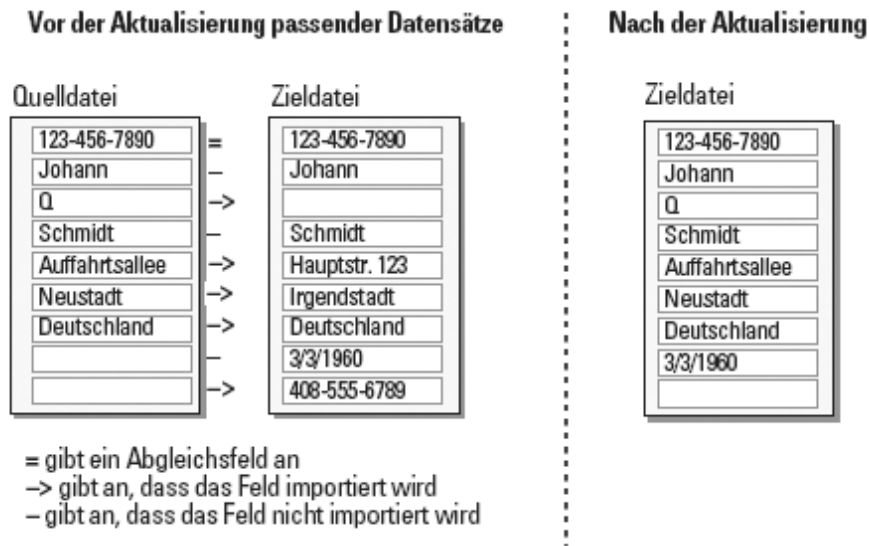 Vor der Aktualisierung passender Datensätze
Nach der Aktualisierung
Quelldatei
Zieldatei
Zieldatei
123-456-7890 = 123-456-7890
Johann – Johann
Q –>
Schmidt – Schmidt
Auffahrtsallee –> Hauptstr. 123
Neustadt –> Irgendstadt
Deutschland –> Deutschland
– 3/3/1960
–> 408-555-6789
123-456-7890
Johann
Q
Schmidt
Auffahrtsallee
Neustadt
Deutschland
3/3/1960
= gibt ein Abgleichsfeld an
–> gibt an, dass das Feld importiert wird
– gibt an, dass das Feld nicht importiert wird